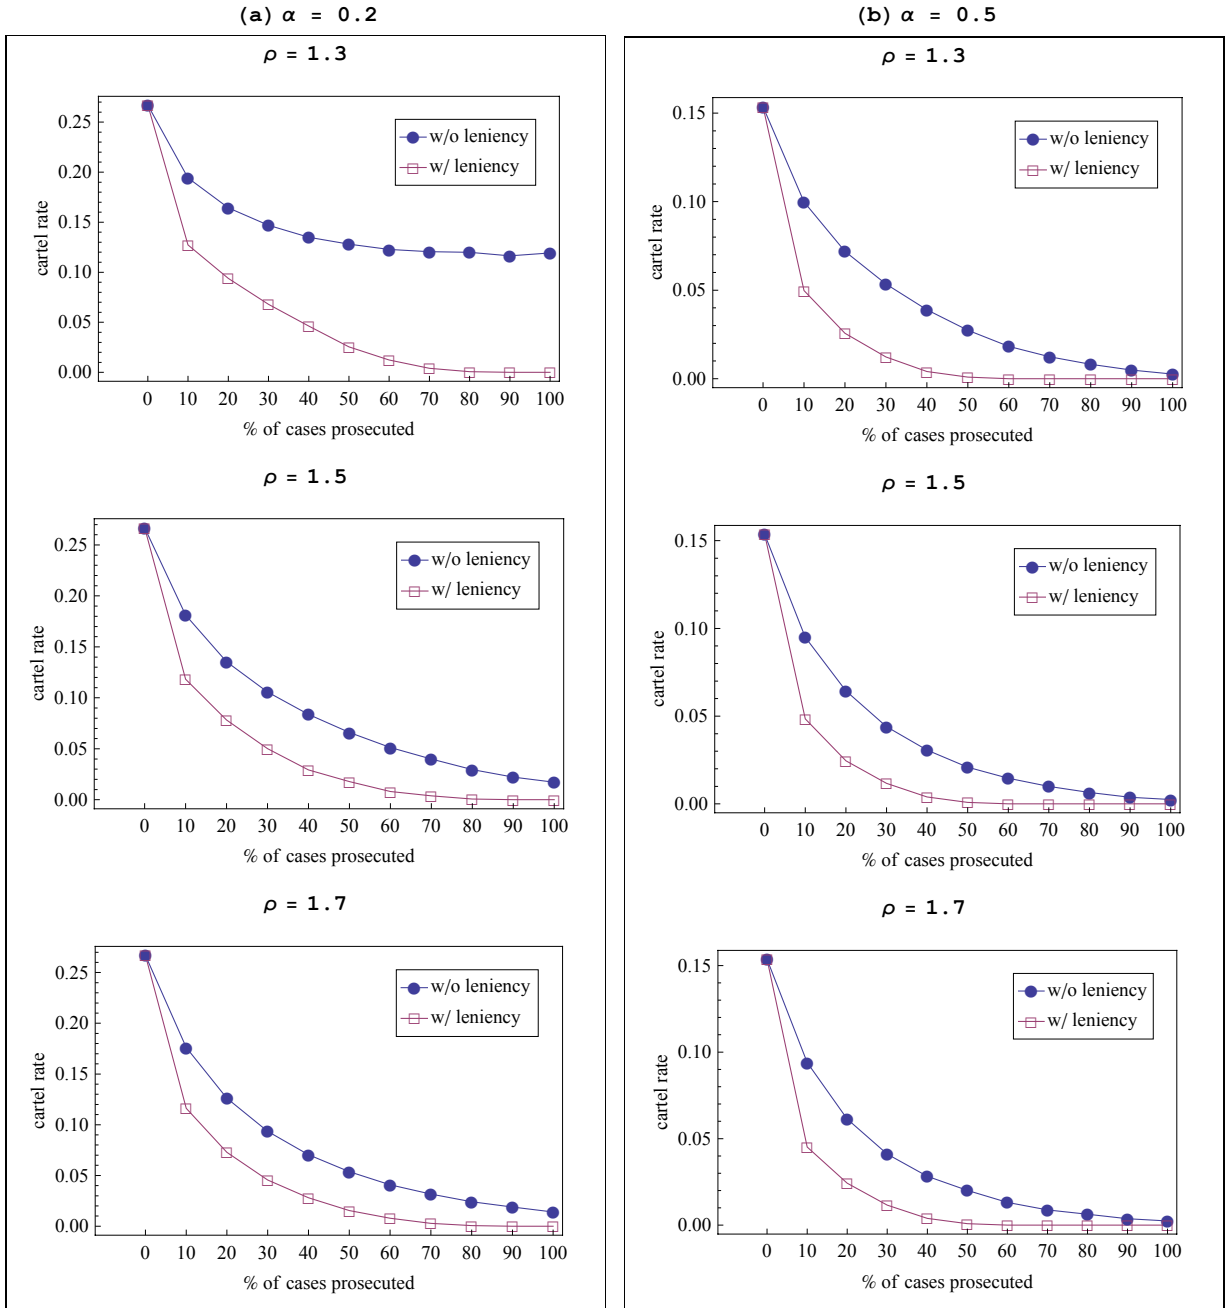 (a) α = 0.2
ρ = 1.3
cartel rate
0.25
0.20
0.15
0.10
0.05
0.00
w/o leniency
w/ leniency
0 10 20 30 40 50 60 70 80 90 100
% of cases prosecuted
ρ = 1.5
cartel rate
0.25
0.20
0.15
0.10
0.05
0.00
w/o leniency
w/ leniency
0 10 20 30 40 50 60 70 80 90 100
% of cases prosecuted
ρ = 1.7
cartel rate
0.25
0.20
0.15
0.10
0.05
0.00
w/o leniency
w/ leniency
0 10 20 30 40 50 60 70 80 90 100
% of cases prosecuted
(b) α = 0.5
ρ = 1.3
cartel rate
0.15
0.10
0.05
0.00
w/o leniency
w/ leniency
0 10 20 30 40 50 60 70 80 90 100
% of cases prosecuted
ρ = 1.5
cartel rate
0.15
0.10
0.05
0.00
w/o leniency
w/ leniency
0 10 20 30 40 50 60 70 80 90 100
% of cases prosecuted
ρ = 1.7
cartel rate
0.15
0.10
0.05
0.00
w/o leniency
w/ leniency
0 10 20 30 40 50 60 70 80 90 100
% of cases prosecuted